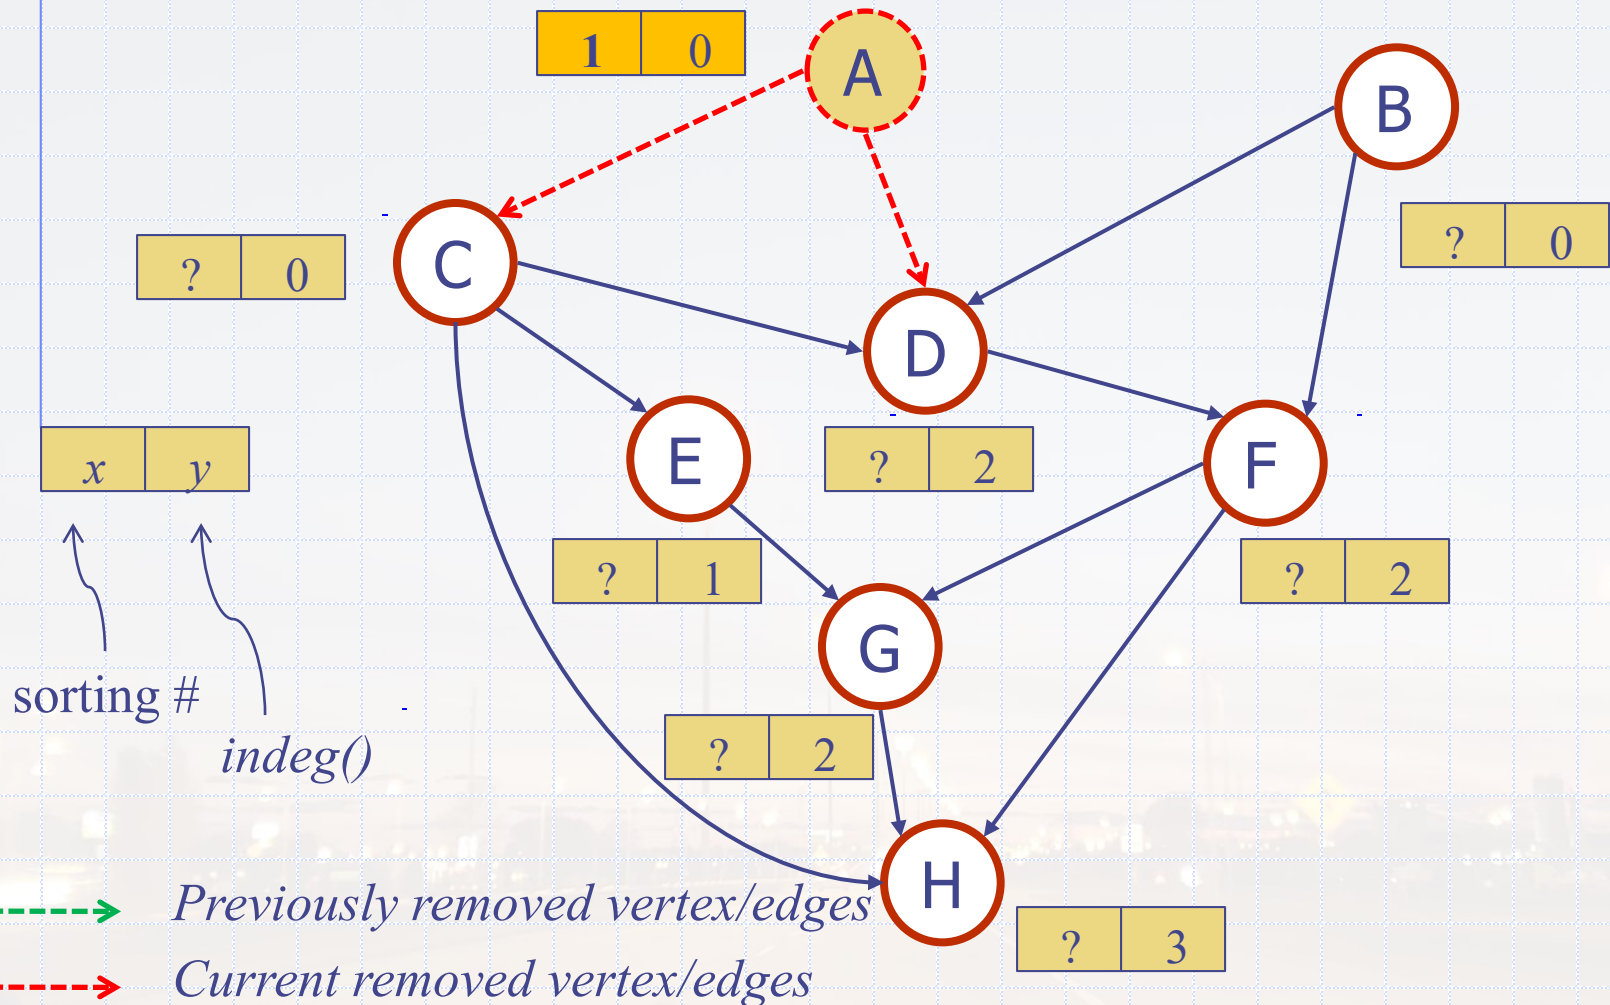 1 0
A
B
? 0
C
? 0
D
E
F
x y
? 2
? 1
? 2
G
sorting #
indeg()
? 2
H
Previously removed vertex/edges
? 3
Current removed vertex/edges